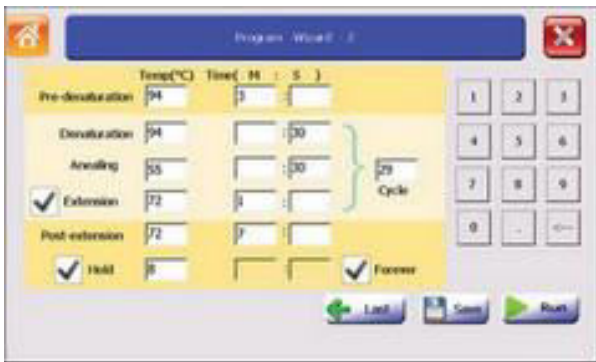 Program Wizard - 2
Temp(°C) Time( M : S )
Pre-denaturation 94 3 :
Denaturation 94 : 30
Annealing 55 : 30
29
Cycle
Extension 72 1 :
Post-extension 72 7 :
Hold 8 : Forever
1 2 3
4 5 6
7 8 9
0 . <--
Last Save Run